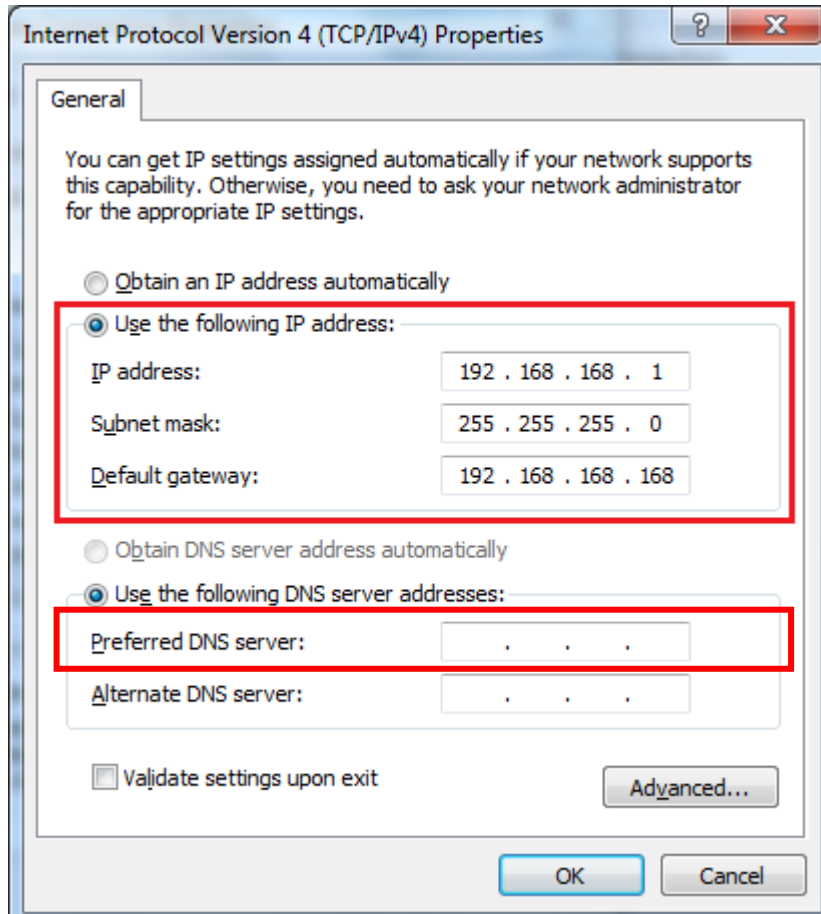 Internet Protocol Version 4 (TCP/IPv4) Properties
General
You can get IP settings assigned automatically if your network supports
this capability. Otherwise, you need to ask your network administrator
for the appropriate IP settings.
Obtain an IP address automatically
Use the following IP address:
IP address: 192 . 168 . 168 . 1
Subnet mask: 255 . 255 . 255 . 0
Default gateway: 192 . 168 . 168 . 168
Obtain DNS server address automatically
Use the following DNS server addresses:
Preferred DNS server: . . .
Alternate DNS server: . . .
Validate settings upon exit
Advanced...
OK Cancel